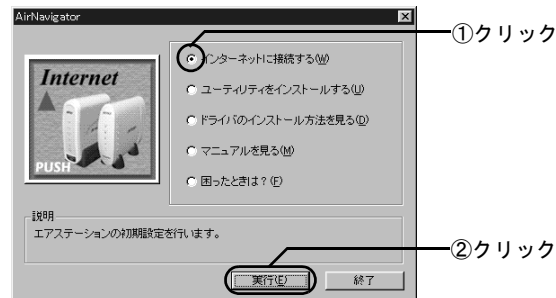 AirNavigator
①クリック
インターネットに接続する(W)
Internet
ユーティリティをインストールする(U)
ドライバのインストール方法を見る(D)
マニュアルを見る(M)
PUSH
困ったときは?(F)
説明
エアステーションの初期設定を行います。
②クリック
実行(E)
終了